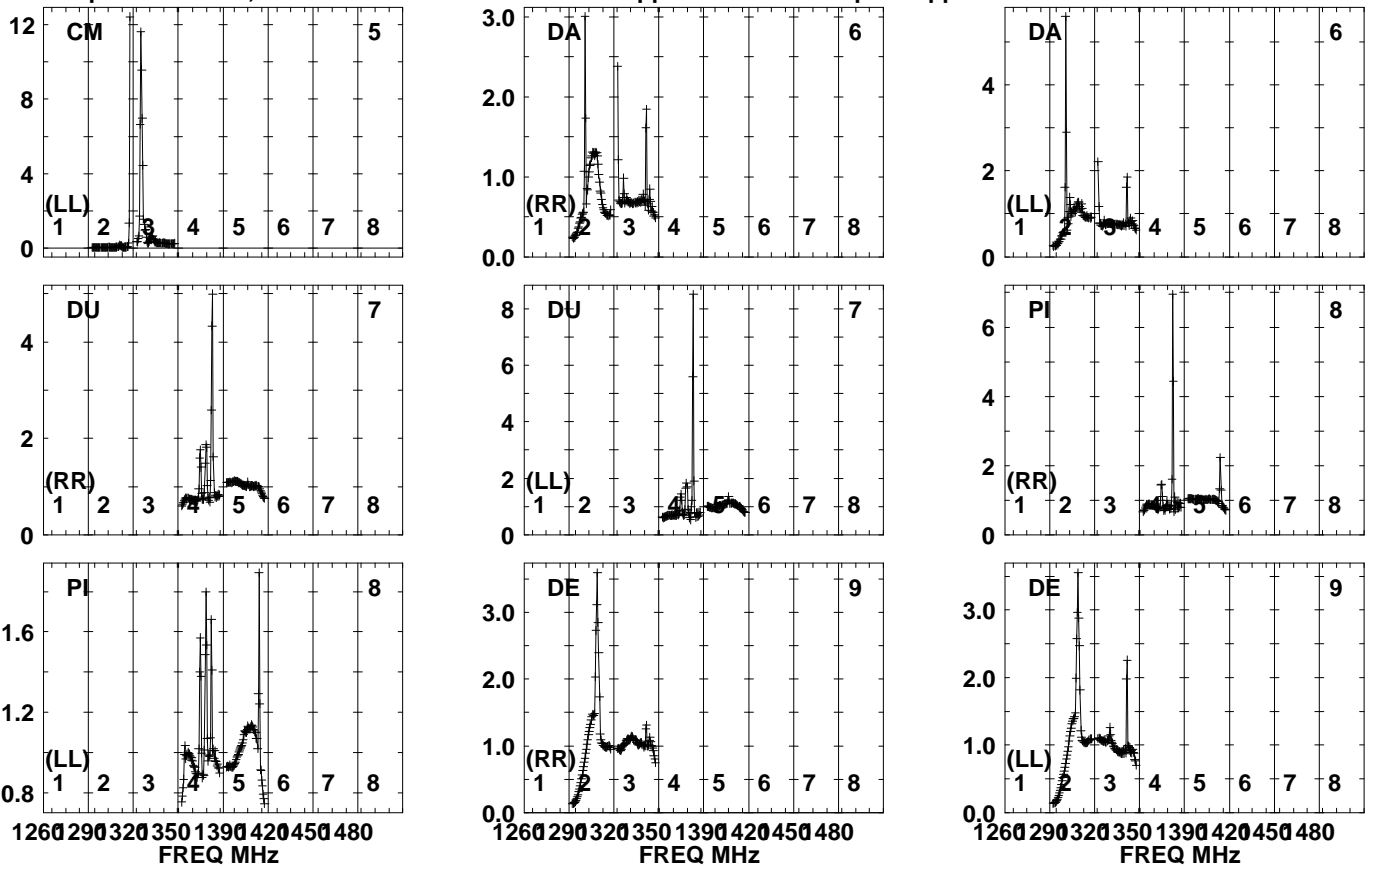 12 CM 5
8
4
(LL)
1 2 3 4 5 6 7 8
0
3.0 DA 6
2.0
1.0
(RR)
1 2 3 4 5 6 7 8
0.0
DA 6
4
2
(LL)
1 2 3 4 5 6 7 8
0
DU 7
4
2
(RR)
1 2 3 4 5 6 7 8
0
8 DU 7
6
4
2
(LL)
1 2 3 4 5 6 7 8
0
PI 8
6
4
2
(RR)
1 2 3 4 5 6 7 8
0
PI 8
1.6
1.2
(LL)
1 2 3 4 5 6 7 8
0.8
1260 1290 1320 1350 1390 1420 1450 1480
FREQ MHz
DE 9
3.0
2.0
1.0
(RR)
1 2 3 4 5 6 7 8
0.0
1260 1290 1320 1350 1390 1420 1450 1480
FREQ MHz
DE 9
3.0
2.0
1.0
(LL)
1 2 3 4 5 6 7 8
0.0
1260 1290 1320 1350 1390 1420 1450 1480
FREQ MHz